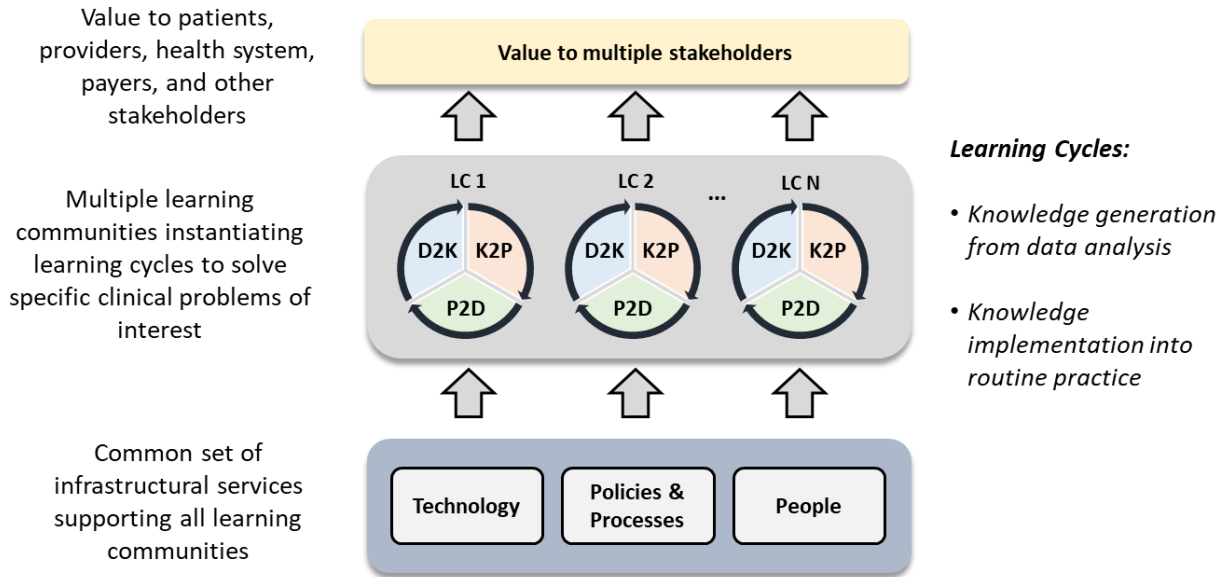 Value to patients,
providers, health system,
payers, and other
stakeholders
Value to multiple stakeholders
Multiple learning
communities instantiating
learning cycles to solve
specific clinical problems of
interest
LC 1
LC 2
...
LC N
D2K
K2P
P2D
D2K
K2P
P2D
D2K
K2P
P2D
Learning Cycles:
• Knowledge generation
from data analysis
• Knowledge
implementation into
routine practice
Common set of
infrastructural services
supporting all learning
communities
Technology
Policies &
Processes
People